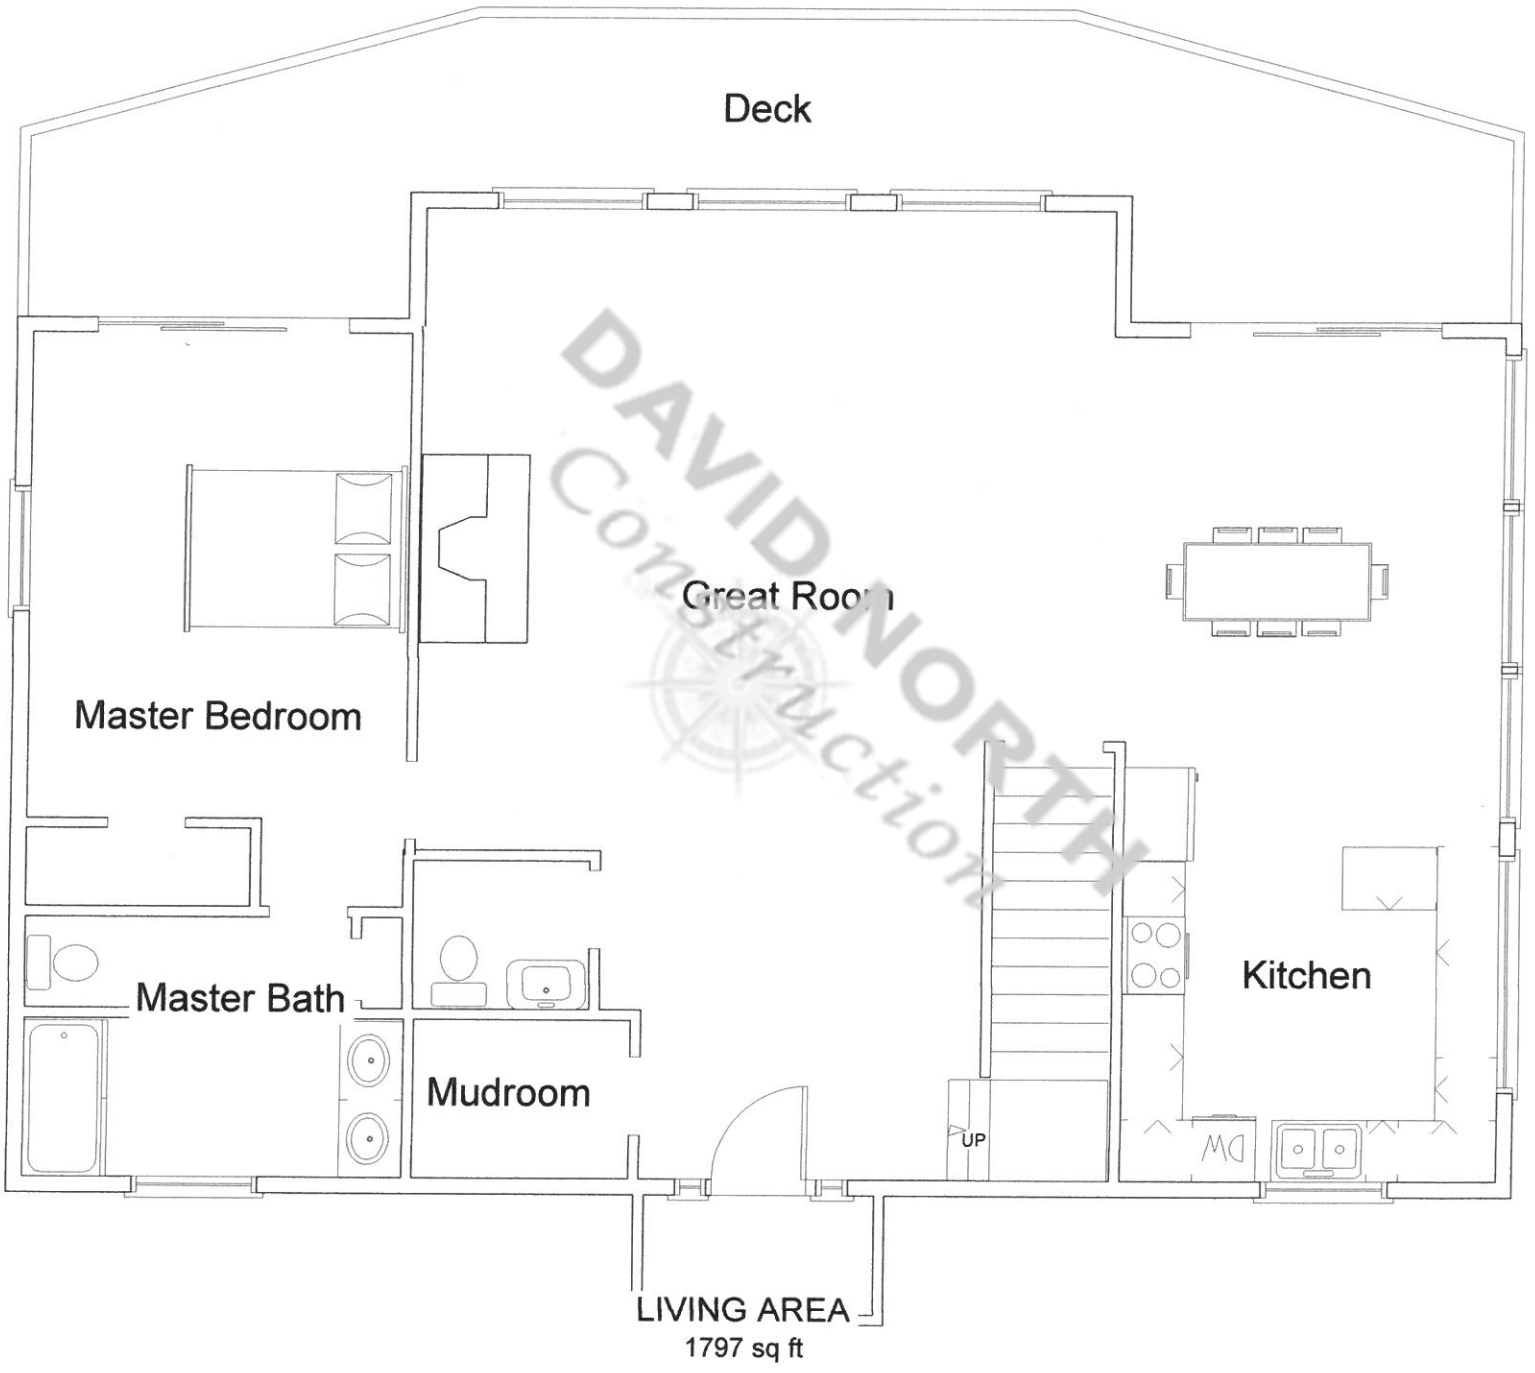 Deck
DAVID NORTH
Construction
Great Room
Master Bedroom
Kitchen
Master Bath
Mudroom
UP
DW
LIVING AREA
1797 sq ft